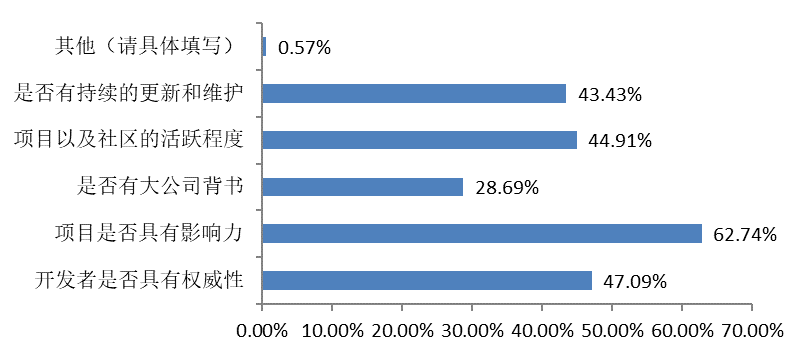 其他（请具体填写）
0.57%
是否有持续的更新和维护
43.43%
项目以及社区的活跃程度
44.91%
是否有大公司背书
28.69%
项目是否具有影响力
62.74%
开发者是否具有权威性
47.09%
0.00% 10.00% 20.00% 30.00% 40.00% 50.00% 60.00% 70.00%